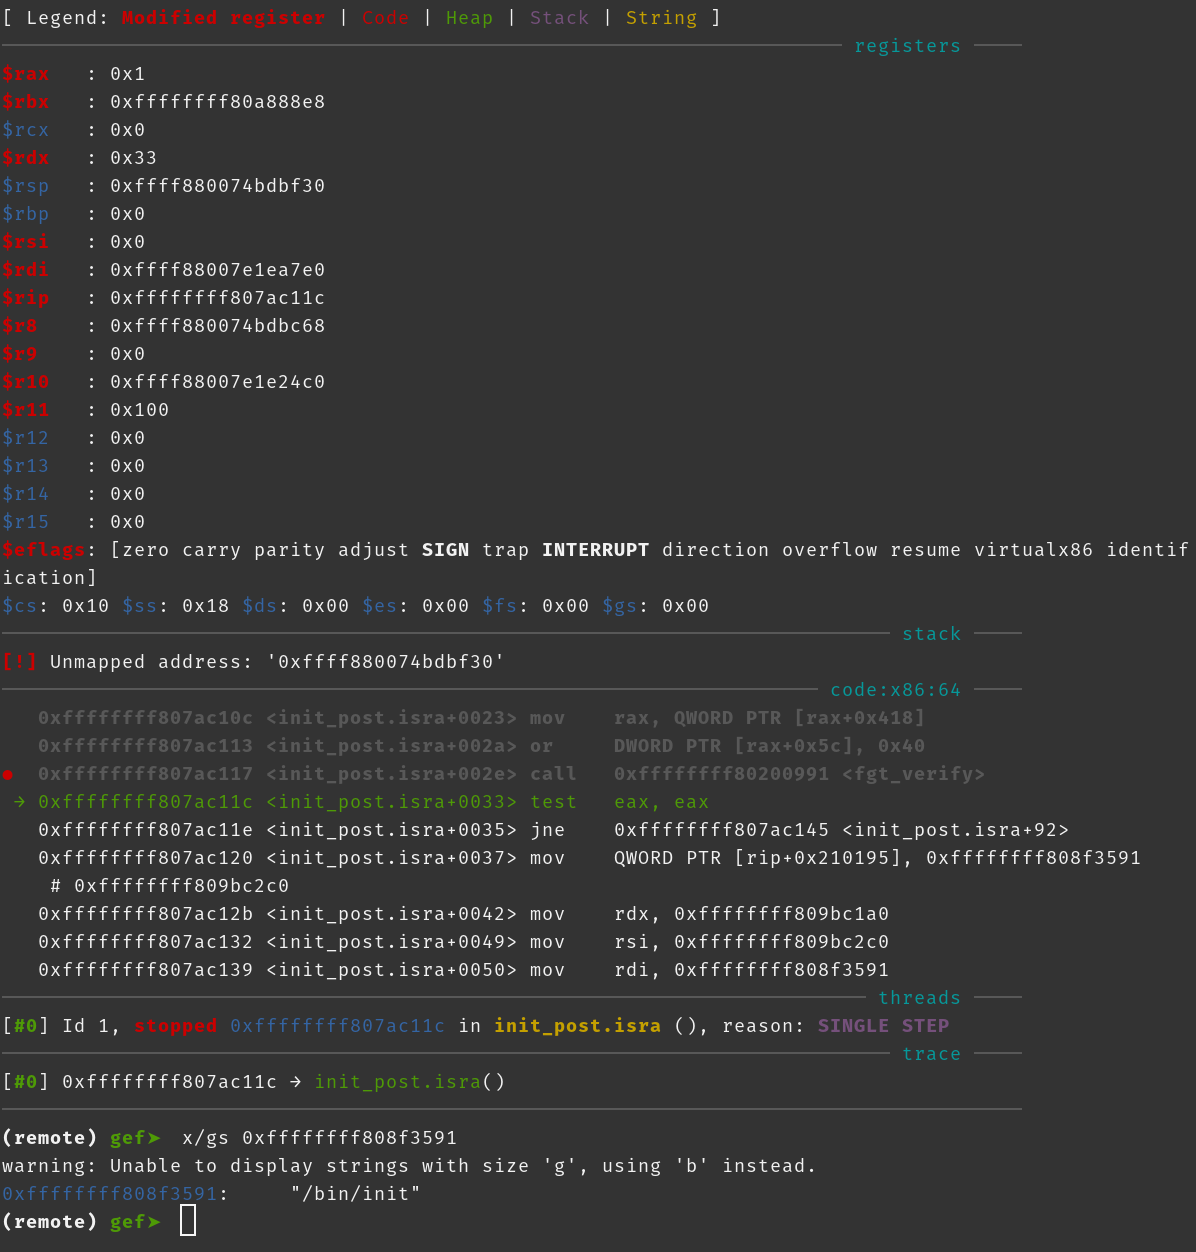 [ Legend: Modified register | Code | Heap | Stack | String ]
registers
$rax   : 0x1
$rbx   : 0xffffffff80a888e8
$rcx   : 0x0
$rdx   : 0x33
$rsp   : 0xffff880074bdbf30
$rbp   : 0x0
$rsi   : 0x0
$rdi   : 0xffff88007e1ea7e0
$rip   : 0xffffffff807ac11c
$r8    : 0xffff880074bdbc68
$r9    : 0x0
$r10   : 0xffff88007e1e24c0
$r11   : 0x100
$r12   : 0x0
$r13   : 0x0
$r14   : 0x0
$r15   : 0x0
$eflags: [zero carry parity adjust SIGN trap INTERRUPT direction overflow resume virtualx86 identif
ication]
$cs: 0x10 $ss: 0x18 $ds: 0x00 $es: 0x00 $fs: 0x00 $gs: 0x00
stack
[!] Unmapped address: '0xffff880074bdbf30'
code:x86:64
0xffffffff807ac10c <init_post.isra+0023> mov    rax, QWORD PTR [rax+0x418]
0xffffffff807ac113 <init_post.isra+002a> or     DWORD PTR [rax+0x5c], 0x40
● 0xffffffff807ac117 <init_post.isra+002e> call   0xffffffff80200991 <fgt_verify>
→ 0xffffffff807ac11c <init_post.isra+0033> test   eax, eax
0xffffffff807ac11e <init_post.isra+0035> jne    0xffffffff807ac145 <init_post.isra+92>
0xffffffff807ac120 <init_post.isra+0037> mov    QWORD PTR [rip+0x210195], 0xffffffff808f3591
# 0xffffffff809bc2c0
0xffffffff807ac12b <init_post.isra+0042> mov    rdx, 0xffffffff809bc1a0
0xffffffff807ac132 <init_post.isra+0049> mov    rsi, 0xffffffff809bc2c0
0xffffffff807ac139 <init_post.isra+0050> mov    rdi, 0xffffffff808f3591
threads
[#0] Id 1, stopped 0xffffffff807ac11c in init_post.isra (), reason: SINGLE STEP
trace
[#0] 0xffffffff807ac11c → init_post.isra()
(remote) gef➤  x/gs 0xffffffff808f3591
warning: Unable to display strings with size 'g', using 'b' instead.
0xffffffff808f3591:     "/bin/init"
(remote) gef➤